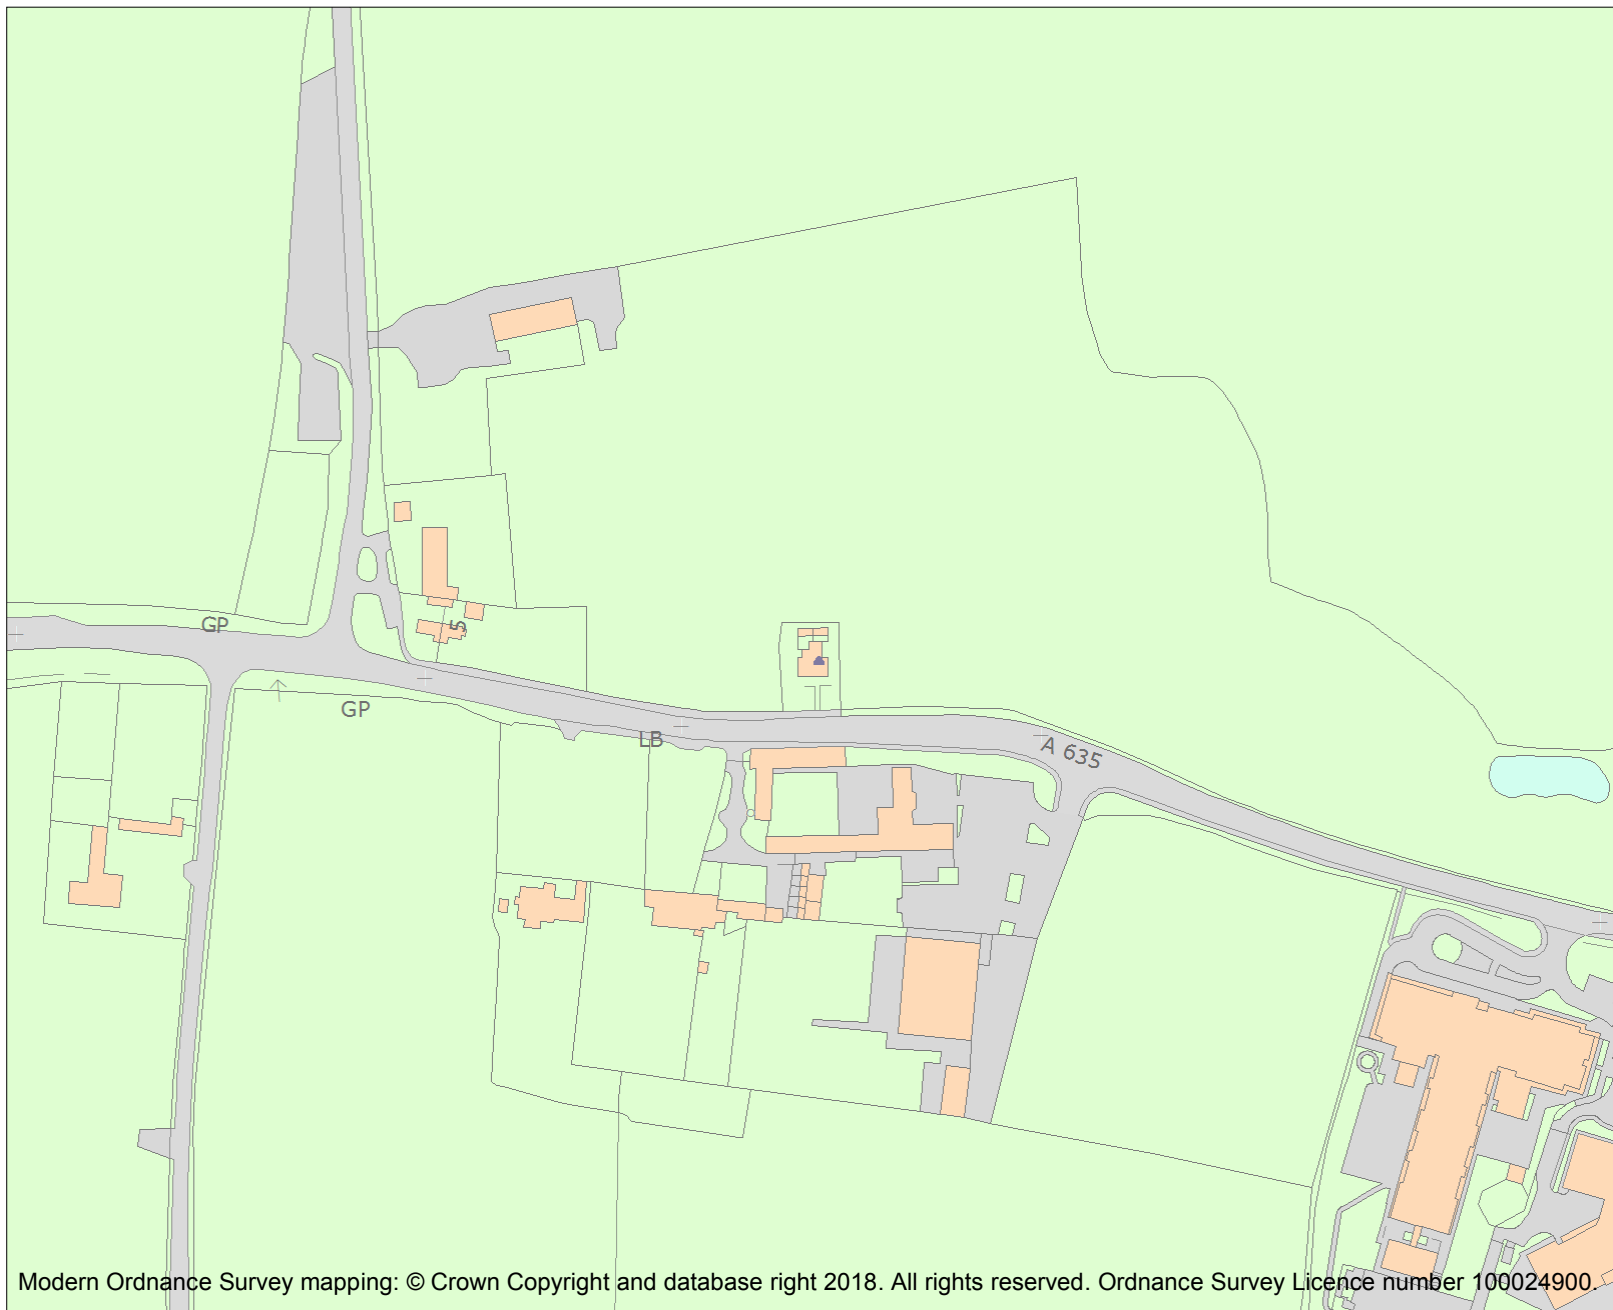 5
GP
GP
LB
A 635
Modern Ordnance Survey mapping: © Crown Copyright and database right 2018. All rights reserved. Ordnance Survey Licence number 100024900.